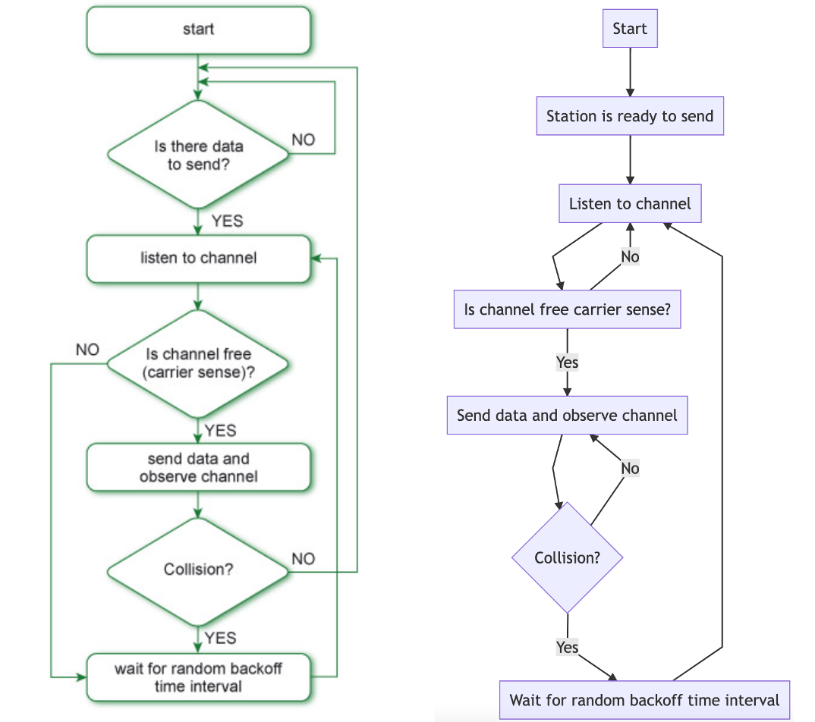 start
Is there data
to send?
NO
YES
listen to channel
NO
Is channel free
(carrier sense)?
YES
send data and
observe channel
Collision?
NO
YES
wait for random backoff
time interval
Start
Station is ready to send
Listen to channel
No
Is channel free carrier sense?
Yes
Send data and observe channel
No
Collision?
Yes
Wait for random backoff time interval